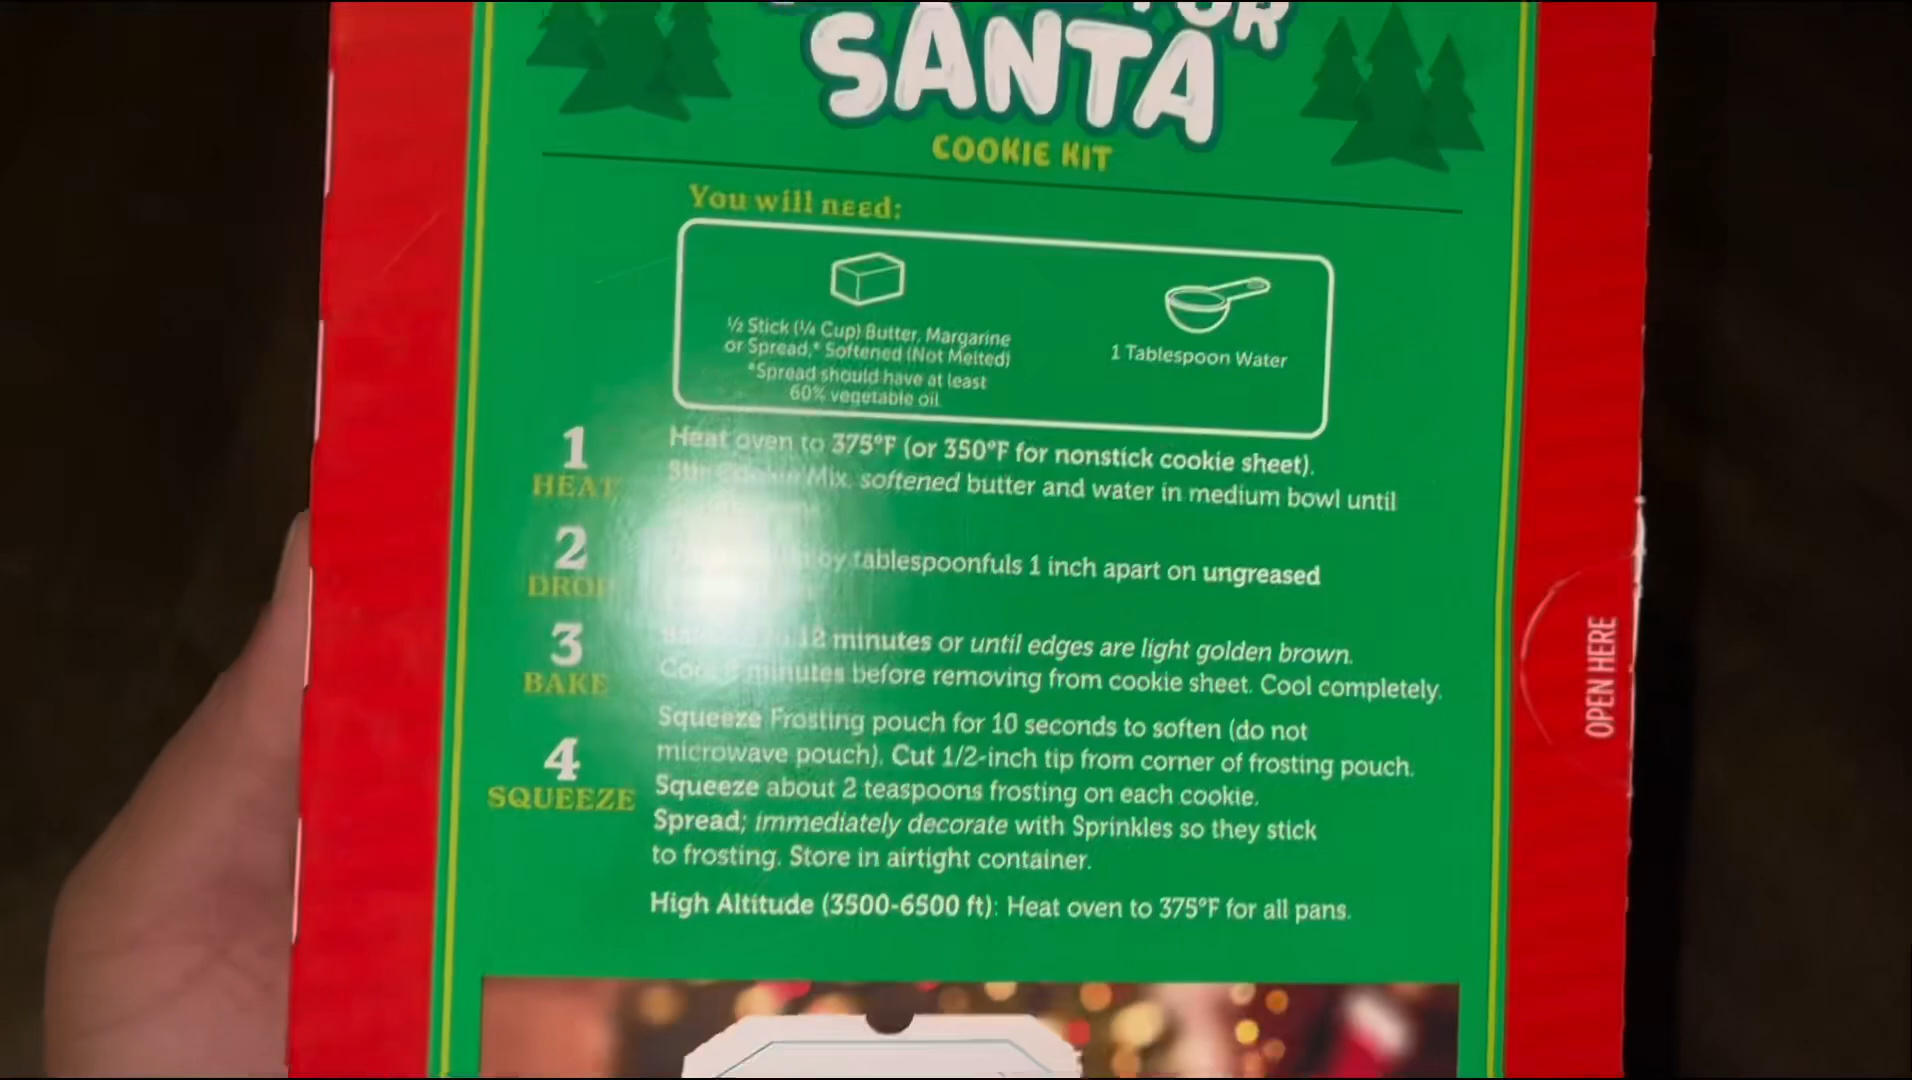 FOR
SANTA
COOKIE KIT
You will need:
½ Stick (¼ Cup) Butter, Margarine
or Spread,* Softened (Not Melted)
*Spread should have at least
60% vegetable oil
1 Tablespoon Water
1
HEAT
Heat oven to 375°F (or 350°F for nonstick cookie sheet).
Mix, softened butter and water in medium bowl until
2
DROP
by tablespoonfuls 1 inch apart on ungreased
3
BAKE
12 minutes or until edges are light golden brown.
minutes before removing from cookie sheet. Cool completely.
4
SQUEEZE
Squeeze Frosting pouch for 10 seconds to soften (do not
microwave pouch). Cut 1/2-inch tip from corner of frosting pouch.
Squeeze about 2 teaspoons frosting on each cookie.
Spread; immediately decorate with Sprinkles so they stick
to frosting. Store in airtight container.
High Altitude (3500-6500 ft): Heat oven to 375°F for all pans.
OPEN HERE